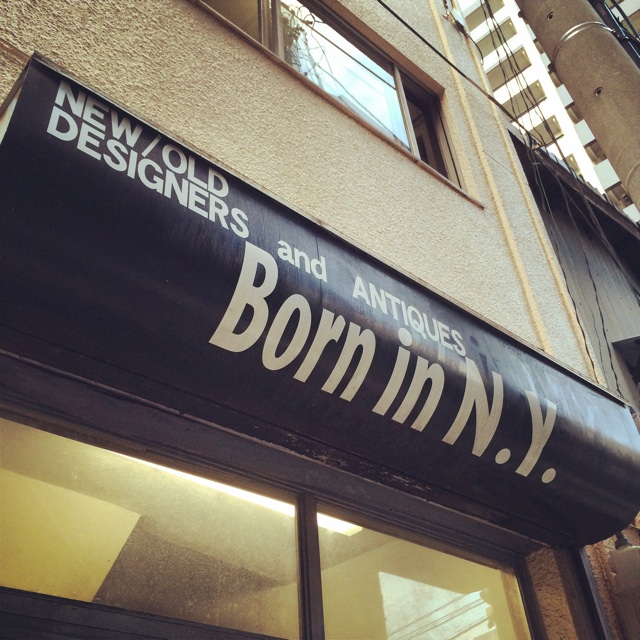 NEW/OLD
DESIGNERS and ANTIQUES
Born in N.Y.